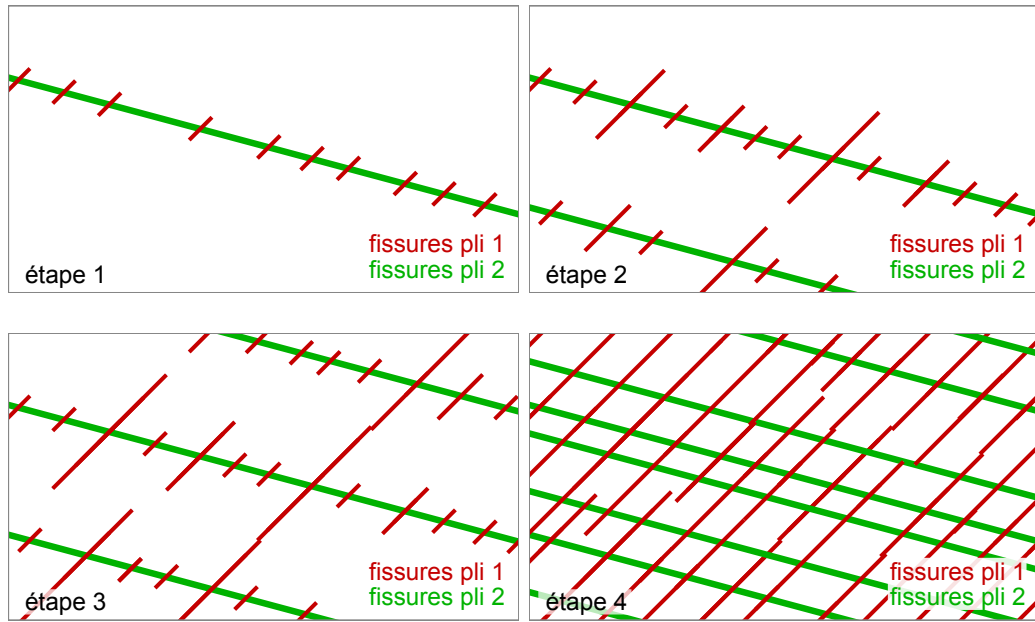 fissures pli 1
fissures pli 2
étape 1
fissures pli 1
fissures pli 2
étape 2
fissures pli 1
fissures pli 2
étape 3
fissures pli 1
fissures pli 2
étape 4